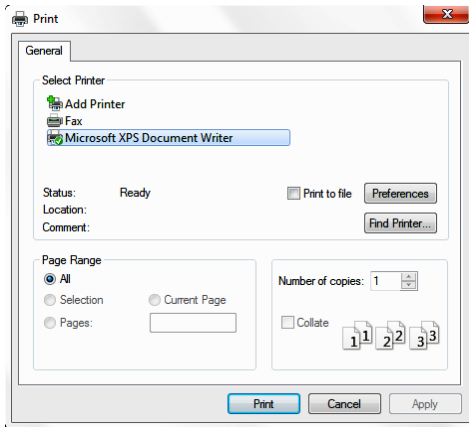 Print
General
Select Printer
Add Printer
Fax
Microsoft XPS Document Writer
Status: Ready
Print to file
Preferences
Location:
Comment:
Find Printer...
Page Range
All
Selection
Current Page
Pages:
Number of copies: 1
Collate
1 1 2 2 3 3
Print
Cancel
Apply